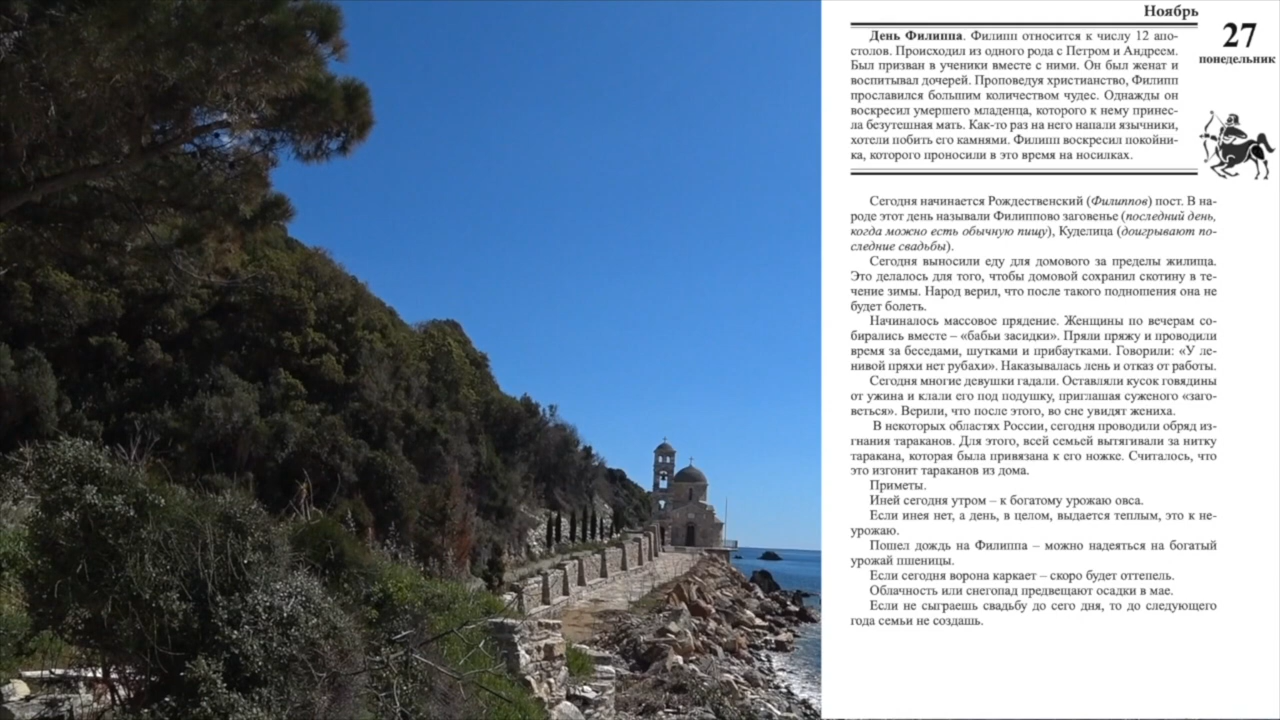 Ноябрь
27
понедельник
День Филиппа. Филипп относится к числу 12 апо-
столов. Происходил из одного рода с Петром и Андреем.
Был призван в ученики вместе с ними. Он был женат и
воспитывал дочерей. Проповедуя христианство, Филипп
прославился большим количеством чудес. Однажды он
воскресил умершего младенца, которого к нему принес-
ла безутешная мать. Как-то раз на него напали язычники,
хотели побить его камнями. Филипп воскресил покойни-
ка, которого проносили в это время на носилках.
Сегодня начинается Рождественский (Филиппов) пост. В на-
роде этот день называли Филиппово заговенье (последний день,
когда можно есть обычную пищу), Куделица (доигрывают по-
следние свадьбы).
Сегодня выносили еду для домового за пределы жилища.
Это делалось для того, чтобы домовой сохранил скотину в те-
чение зимы. Народ верил, что после такого подношения она не
будет болеть.
Начиналось массовое прядение. Женщины по вечерам со-
бирались вместе – «бабьи засидки». Пряли пряжу и проводили
время за беседами, шутками и прибаутками. Говорили: «У ле-
нивой пряхи нет рубахи». Наказывалась лень и отказ от работы.
Сегодня многие девушки гадали. Оставляли кусок говядины
от ужина и клали его под подушку, приглашая суженого «заго-
веться». Верили, что после этого, во сне увидят жениха.
В некоторых областях России, сегодня проводили обряд из-
гнания тараканов. Для этого, всей семьей вытягивали за нитку
таракана, которая была привязана к его ножке. Считалось, что
это изгонит тараканов из дома.
Приметы.
Иней сегодня утром – к богатому урожаю овса.
Если инея нет, а день, в целом, выдается теплым, это к не-
урожаю.
Пошел дождь на Филиппа – можно надеяться на богатый
урожай пшеницы.
Если сегодня ворона каркает – скоро будет оттепель.
Облачность или снегопад предвещают осадки в мае.
Если не сыграешь свадьбу до сего дня, то до следующего
года семьи не создашь.